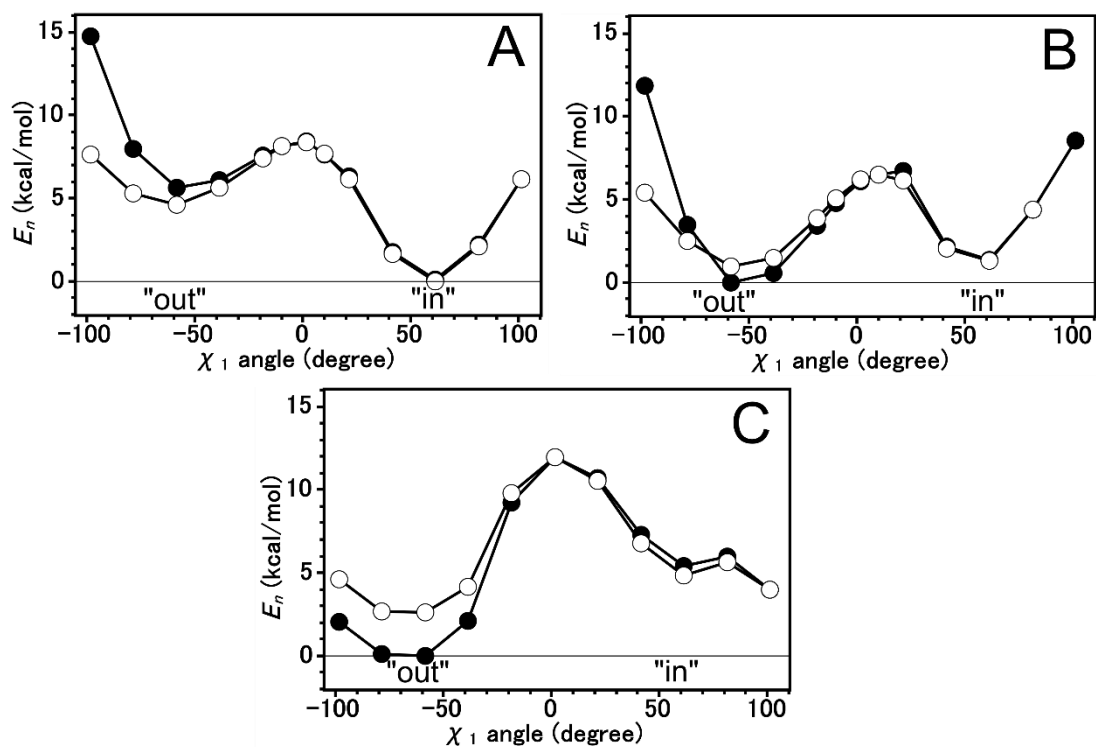 A
15
10
5
0
Eₙ (kcal/mol)
"out" "in"
-100 -50 0 50 100
χ ₁ angle (degree)
B
15
10
5
0
Eₙ (kcal/mol)
"out" "in"
-100 -50 0 50 100
χ ₁ angle (degree)
C
15
10
5
0
Eₙ (kcal/mol)
"out" "in"
-100 -50 0 50 100
χ ₁ angle (degree)